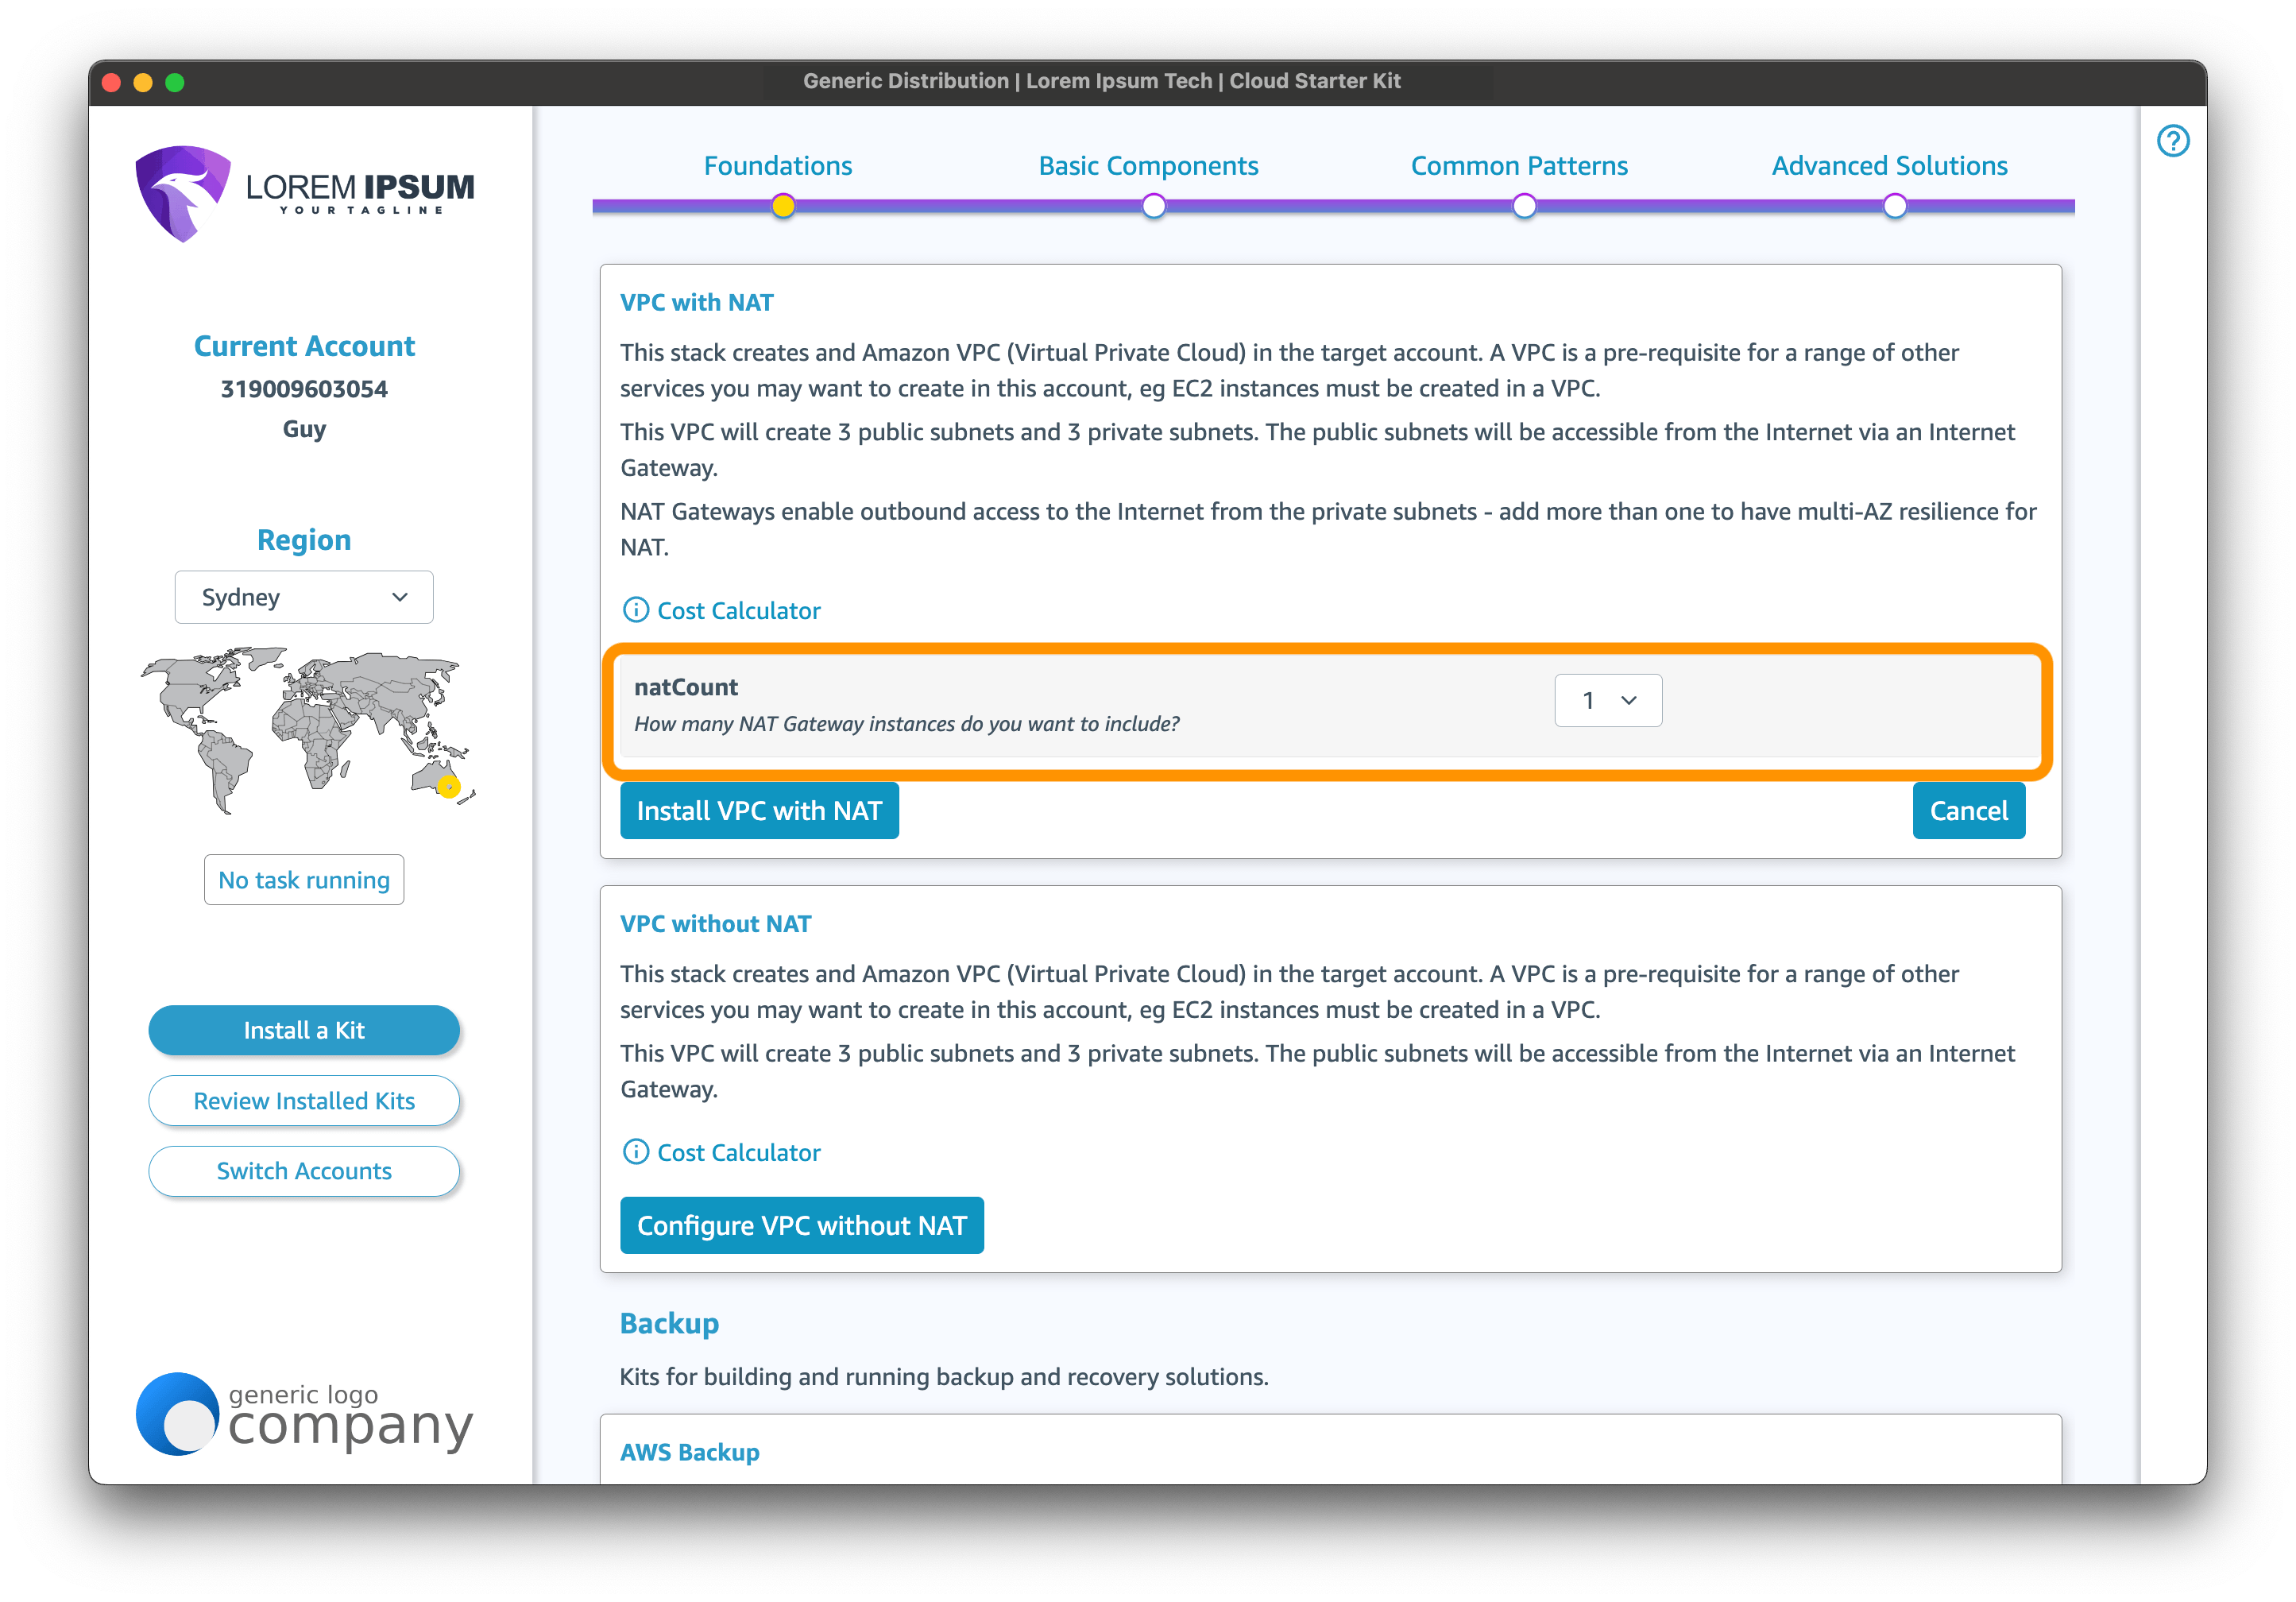 Generic Distribution | Lorem Ipsum Tech | Cloud Starter Kit
LOREM IPSUM
YOUR TAGLINE
Current Account
319009603054
Guy
Region
Sydney
No task running
Install a Kit
Review Installed Kits
Switch Accounts
generic logo
company
Foundations
Basic Components
Common Patterns
Advanced Solutions
VPC with NAT
This stack creates and Amazon VPC (Virtual Private Cloud) in the target account. A VPC is a pre-requisite for a range of other
services you may want to create in this account, eg EC2 instances must be created in a VPC.
This VPC will create 3 public subnets and 3 private subnets. The public subnets will be accessible from the Internet via an Internet
Gateway.
NAT Gateways enable outbound access to the Internet from the private subnets - add more than one to have multi-AZ resilience for
NAT.
Cost Calculator
natCount
How many NAT Gateway instances do you want to include?
1
Install VPC with NAT
Cancel
VPC without NAT
This stack creates and Amazon VPC (Virtual Private Cloud) in the target account. A VPC is a pre-requisite for a range of other
services you may want to create in this account, eg EC2 instances must be created in a VPC.
This VPC will create 3 public subnets and 3 private subnets. The public subnets will be accessible from the Internet via an Internet
Gateway.
Cost Calculator
Configure VPC without NAT
Backup
Kits for building and running backup and recovery solutions.
AWS Backup
?